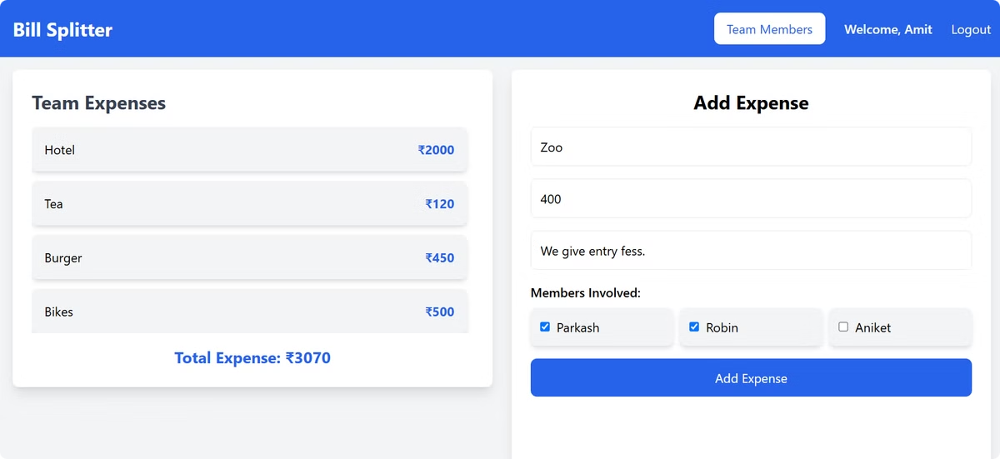 Bill Splitter
Team Members
Welcome, Amit
Logout
Team Expenses
Hotel ₹2000
Tea ₹120
Burger ₹450
Bikes ₹500
Total Expense: ₹3070
Add Expense
Zoo
400
We give entry fess.
Members Involved:
Parkash
Robin
Aniket
Add Expense